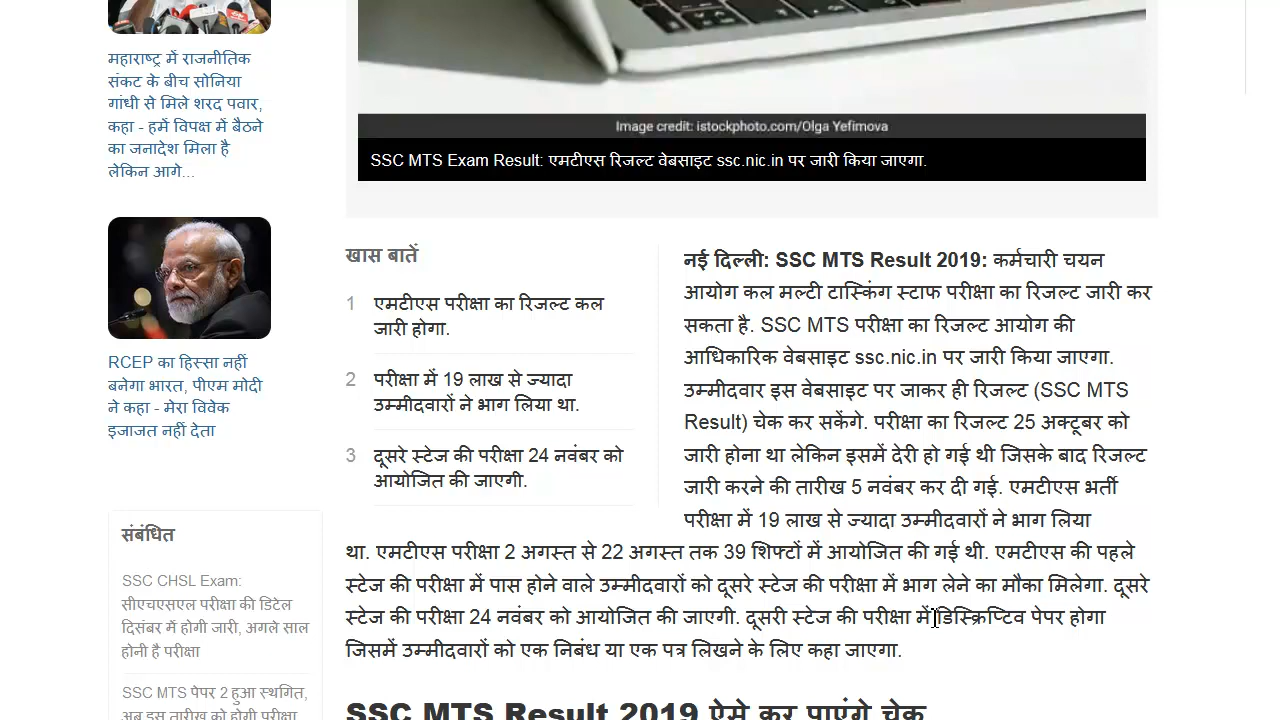 महाराष्ट्र में राजनीतिक
संकट के बीच सोनिया
गांधी से मिले शरद पवार,
कहा - हमें विपक्ष में बैठने
का जनादेश मिला है
लेकिन आगे...
RCEP का हिस्सा नहीं
बनेगा भारत, पीएम मोदी
ने कहा - मेरा विवेक
इजाजत नहीं देता
संबंधित
SSC CHSL Exam:
सीएचएसएल परीक्षा की डिटेल
दिसंबर में होगी जारी, अगले साल
होनी है परीक्षा
SSC MTS पेपर 2 हुआ स्थगित,
अब इस तारीख को होगी परीक्षा
Image credit: istockphoto.com/Olga Yefimova
SSC MTS Exam Result: एमटीएस रिजल्ट वेबसाइट ssc.nic.in पर जारी किया जाएगा.
खास बातें
1 एमटीएस परीक्षा का रिजल्ट कल
जारी होगा.
2 परीक्षा में 19 लाख से ज्यादा
उम्मीदवारों ने भाग लिया था.
3 दूसरे स्टेज की परीक्षा 24 नवंबर को
आयोजित की जाएगी.
नई दिल्ली: SSC MTS Result 2019: कर्मचारी चयन
आयोग कल मल्टी टास्किंग स्टाफ परीक्षा का रिजल्ट जारी कर
सकता है. SSC MTS परीक्षा का रिजल्ट आयोग की
आधिकारिक वेबसाइट ssc.nic.in पर जारी किया जाएगा.
उम्मीदवार इस वेबसाइट पर जाकर ही रिजल्ट (SSC MTS
Result) चेक कर सकेंगे. परीक्षा का रिजल्ट 25 अक्टूबर को
जारी होना था लेकिन इसमें देरी हो गई थी जिसके बाद रिजल्ट
जारी करने की तारीख 5 नवंबर कर दी गई. एमटीएस भर्ती
परीक्षा में 19 लाख से ज्यादा उम्मीदवारों ने भाग लिया
था. एमटीएस परीक्षा 2 अगस्त से 22 अगस्त तक 39 शिफ्टों में आयोजित की गई थी. एमटीएस की पहले
स्टेज की परीक्षा में पास होने वाले उम्मीदवारों को दूसरे स्टेज की परीक्षा में भाग लेने का मौका मिलेगा. दूसरे
स्टेज की परीक्षा 24 नवंबर को आयोजित की जाएगी. दूसरी स्टेज की परीक्षा में डिस्क्रिप्टिव पेपर होगा
जिसमें उम्मीदवारों को एक निबंध या एक पत्र लिखने के लिए कहा जाएगा.
SSC MTS Result 2019 ऐसे कर पाएंगे चेक